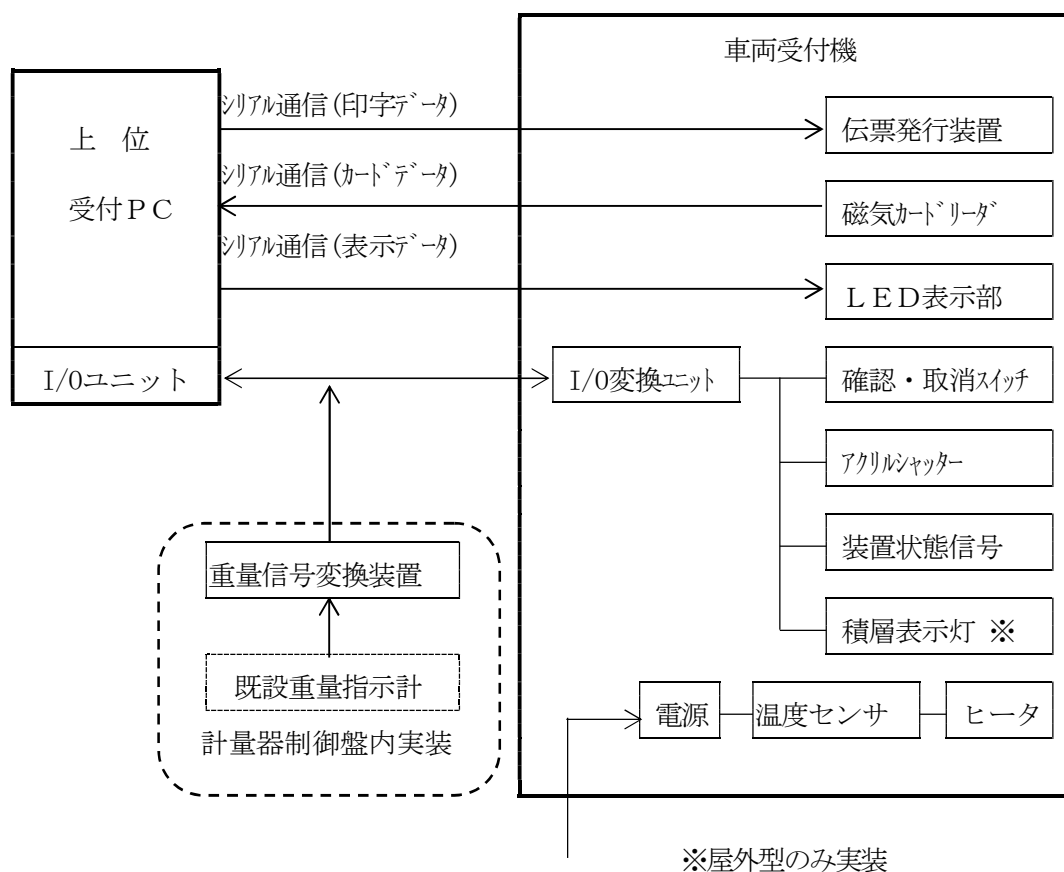 車両受付機
シリアル通信(印字データ)
上 位
受付PC
伝票発行装置
シリアル通信(カードデータ)
磁気カードリーダ
シリアル通信(表示データ)
LED表示部
I/Oユニット
I/O変換ユニット
確認・取消スイッチ
アクリルシャッター
重量信号変換装置
装置状態信号
積層表示灯 ※
既設重量指示計
計量器制御盤内実装
電源
温度センサ
ヒータ
※屋外型のみ実装